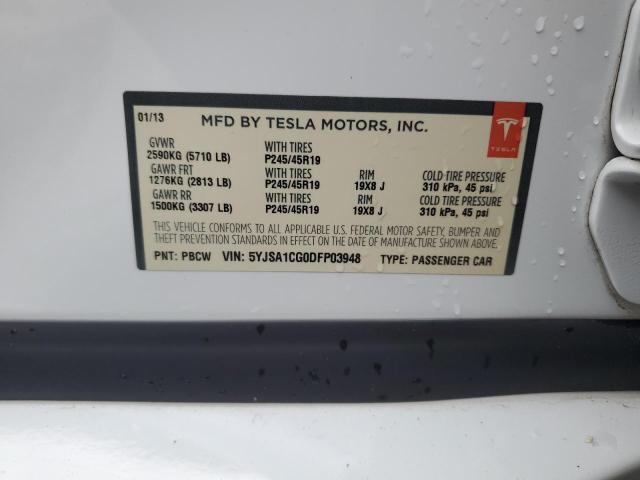 01/13 MFD BY TESLA MOTORS, INC.
TESLA
GVWR WITH TIRES
2590KG (5710 LB) P245/45R19
GAWR FRT WITH TIRES RIM COLD TIRE PRESSURE
1276KG (2813 LB) P245/45R19 19X8 J 310 kPa, 45 psi
GAWR RR WITH TIRES RIM COLD TIRE PRESSURE
1500KG (3307 LB) P245/45R19 19X8 J 310 kPa, 45 psi
THIS VEHICLE CONFORMS TO ALL APPLICABLE U.S. FEDERAL MOTOR SAFETY, BUMPER, AND
THEFT PREVENTION STANDARDS IN EFFECT ON THE DATE OF MANUFACTURE SHOWN ABOVE.
PNT: PBCW VIN: 5YJSA1CG0DFP03948 TYPE: PASSENGER CAR